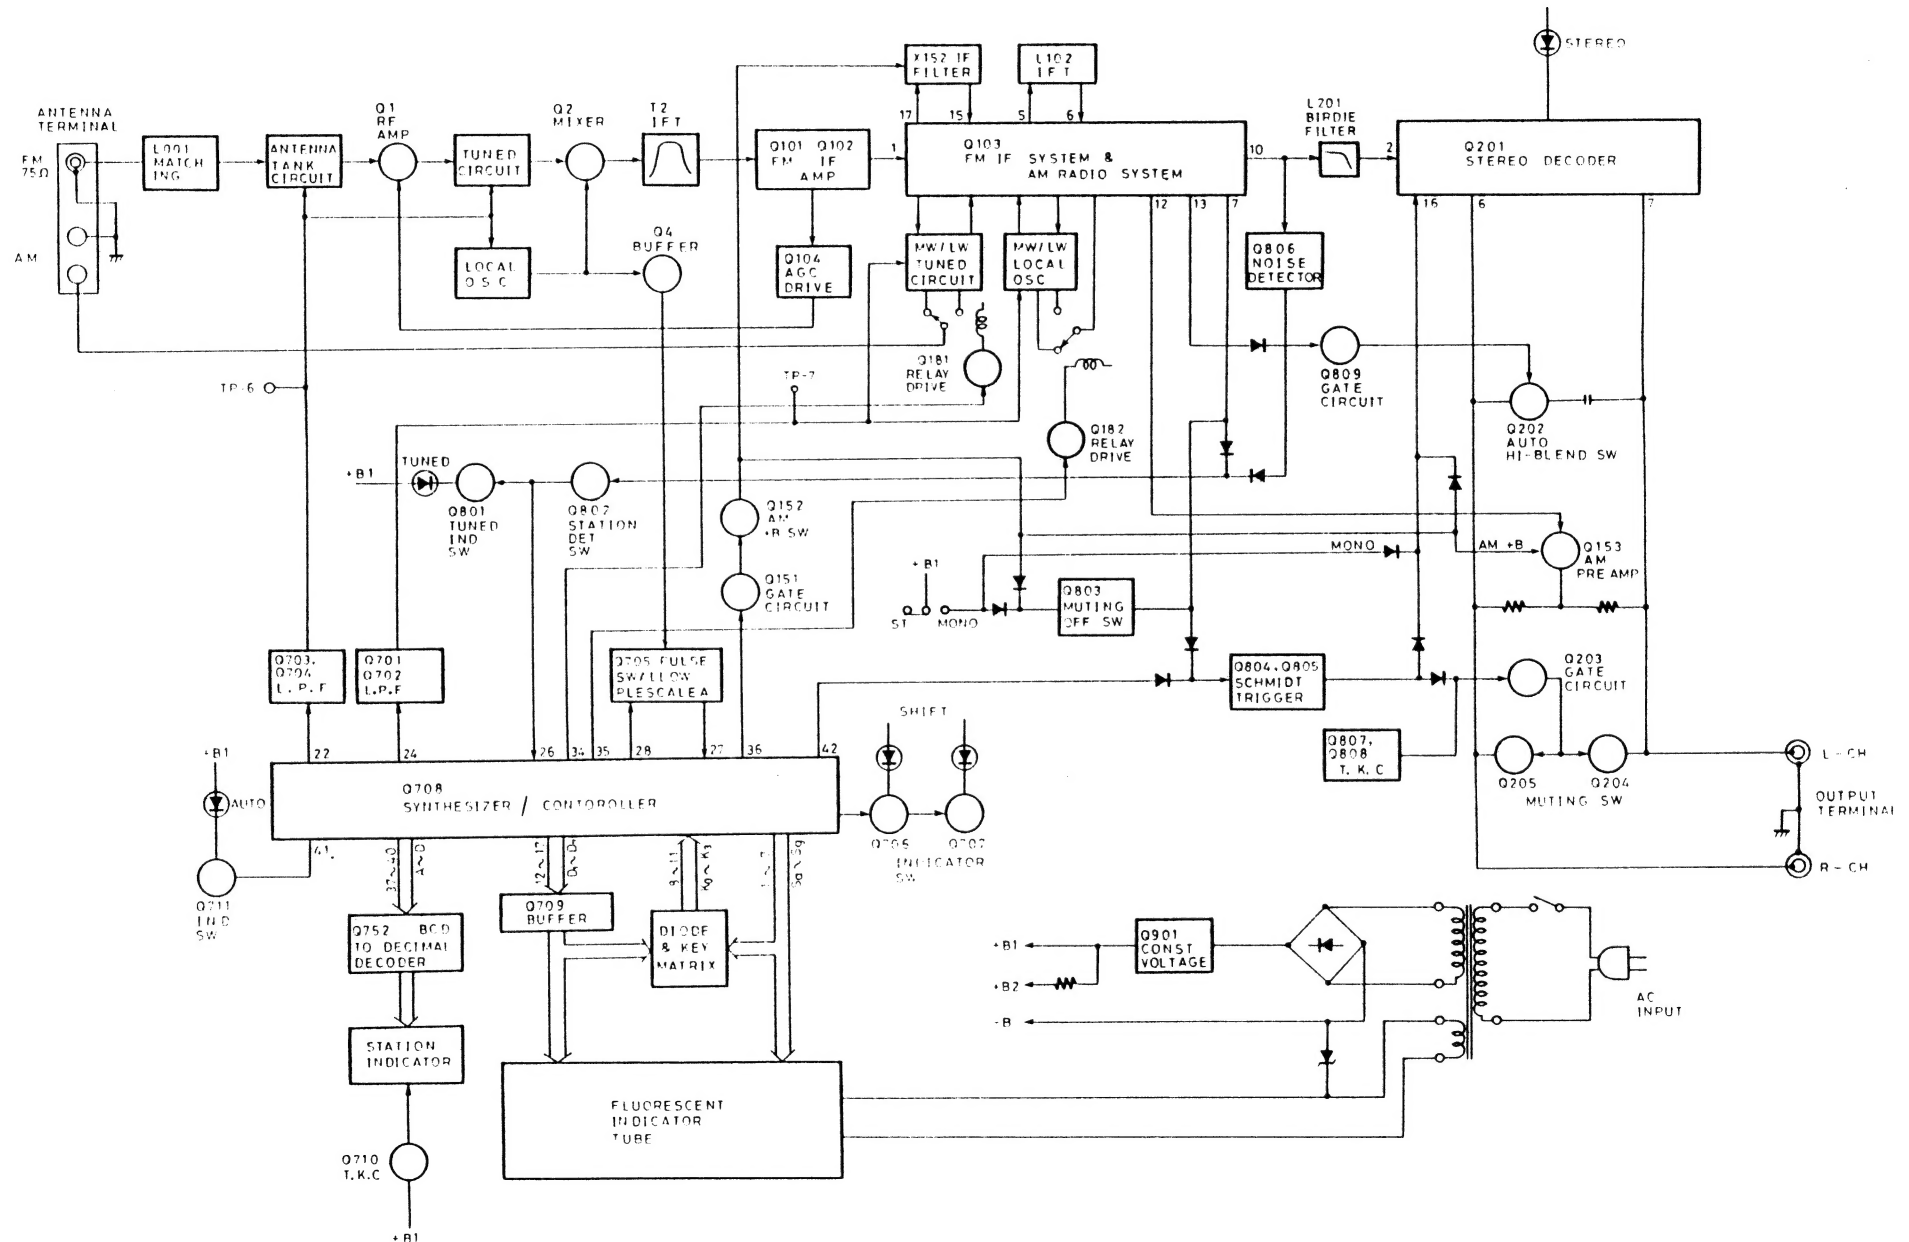 ANTENNA
TERMINAL
FM
75Ω
AM
L001
MATCH
ING
ANTENNA
TANK
CIRCUIT
Q1
RF
AMP
TUNED
CIRCUIT
LOCAL
OSC
Q2
MIXER
T2
IFT
Q4
BUFFER
Q101 Q102
FM IF
AMP
Q104
AGC
DRIVE
X152 IF
FILTER
L102
IFT
17
15
5
6
1
Q103
FM IF SYSTEM &
AM RADIO SYSTEM
10
12
13
7
MW/LW
TUNED
CIRCUIT
MW/LW
LOCAL
OSC
L201
BIRDIE
FILTER
2
Q201
STEREO DECODER
STEREO
16
6
7
Q806
NOISE
DETECTOR
Q181
RELAY
DRIVE
Q182
RELAY
DRIVE
Q809
GATE
CIRCUIT
Q202
AUTO
HI-BLEND SW
TP-6
TP-7
+B1
TUNED
Q801
TUNED
IND
SW
Q802
STATION
DET
SW
Q152
AM
+B SW
Q151
GATE
CIRCUIT
+B1
ST
MONO
Q803
MUTING
OFF SW
MONO
AM +B
Q153
AM
PRE AMP
Q703,
Q704
L.P.F
Q701
Q702
L.P.F
Q705 PULSE
SWALLOW
PLESCALEA
Q804, Q805
SCHMIDT
TRIGGER
Q203
GATE
CIRCUIT
Q807,
Q808
T.K.C
Q205
Q204
MUTING SW
L-CH
OUTPUT
TERMINAL
R-CH
22
24
26
34
35
28
27
36
42
Q708
SYNTHESIZER / CONTOROLLER
+B1
AUTO
41
Q711
IND
SW
SHIFT
Q706
Q707
INDICATOR
SW
37~40
A~D
12~17
8~11
K0~K3
Sa~Sg
Q752 BCD
TO DECIMAL
DECODER
Q709
BUFFER
DIODE
& KEY
MATRIX
STATION
INDICATOR
FLUORESCENT
INDICATOR
TUBE
Q710
T.K.C
+B1
+B1
+B2
-B
Q901
CONST
VOLTAGE
AC
INPUT